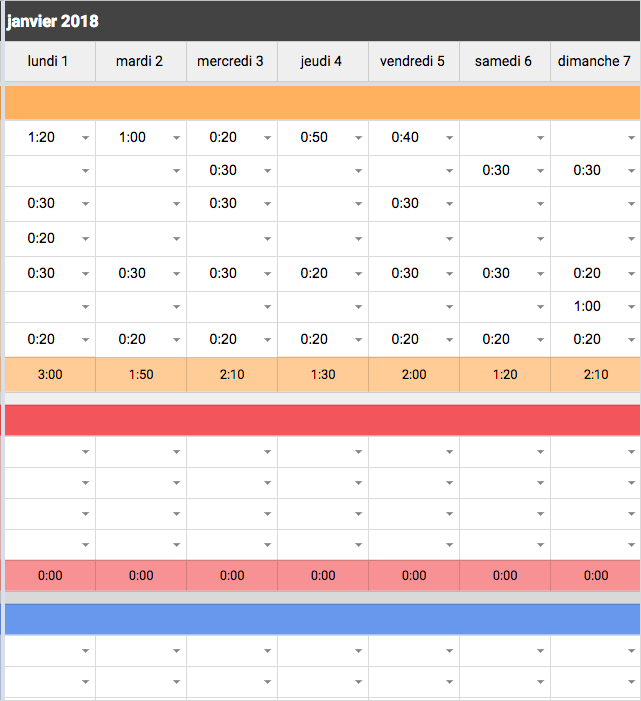 janvier 2018
lundi 1 mardi 2 mercredi 3 jeudi 4 vendredi 5 samedi 6 dimanche 7
1:20 1:00 0:20 0:50 0:40
0:30 0:30 0:30
0:30 0:30 0:30
0:20
0:30 0:30 0:30 0:20 0:30 0:30 0:20
1:00
0:20 0:20 0:20 0:20 0:20 0:20 0:20
3:00 1:50 2:10 1:30 2:00 1:20 2:10
0:00 0:00 0:00 0:00 0:00 0:00 0:00